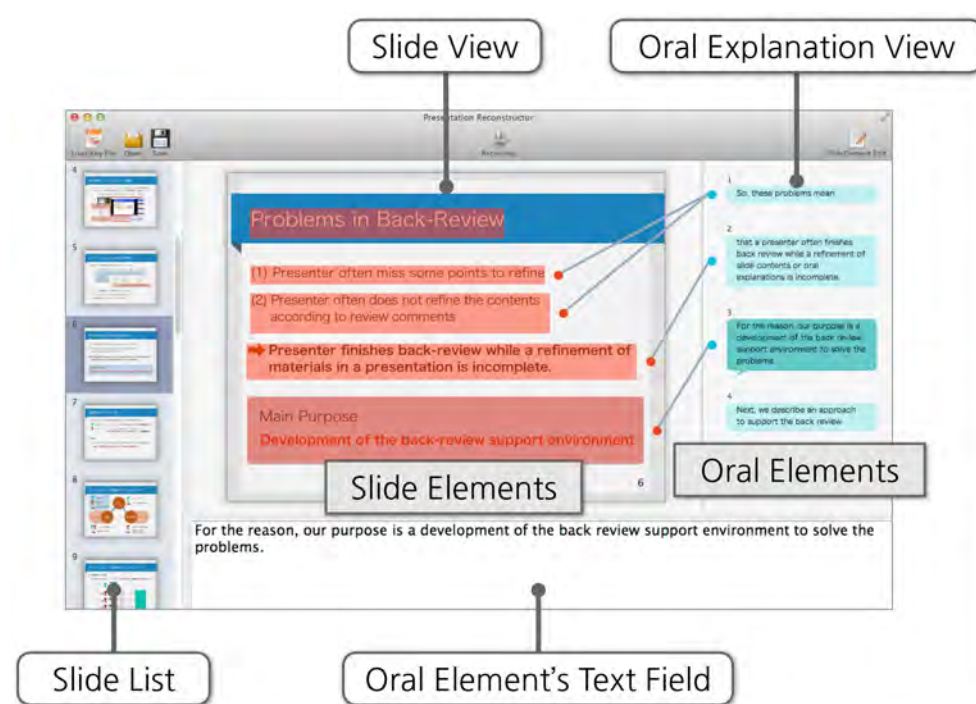 Slide View
Oral Explanation View
Presentation Reconstructor
Load Key File Open Save
Recording
Slide Element Edit
4
5
6
7
8
9
Problems in Back-Review
(1) Presenter often miss some points to refine
(2) Presenter often does not refine the contents
according to review comments
➡ Presenter finishes back-review while a refinement of
materials in a presentation is incomplete.
Main Purpose
Development of the back-review support environment
Slide Elements
6
1
So, these problems mean
2
that a presenter often finishes
back review while a refinement of
slide contents or oral
explanations is incomplete.
3
For the reason, our purpose is a
development of the back review
support environment to solve the
problems.
4
Next, we describe an approach
to support the back review
Oral Elements
For the reason, our purpose is a development of the back review support environment to solve the
problems.
Slide List
Oral Element's Text Field